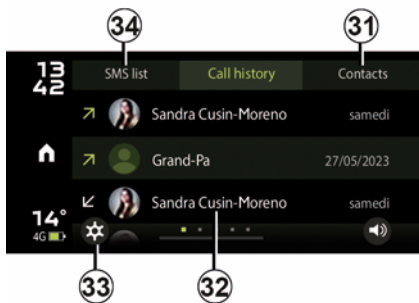 34
31
13
42
SMS list Call history Contacts
Sandra Cusin-Moreno samedi
Grand-Pa 27/05/2023
Sandra Cusin-Moreno samedi
14°
4G
33
32